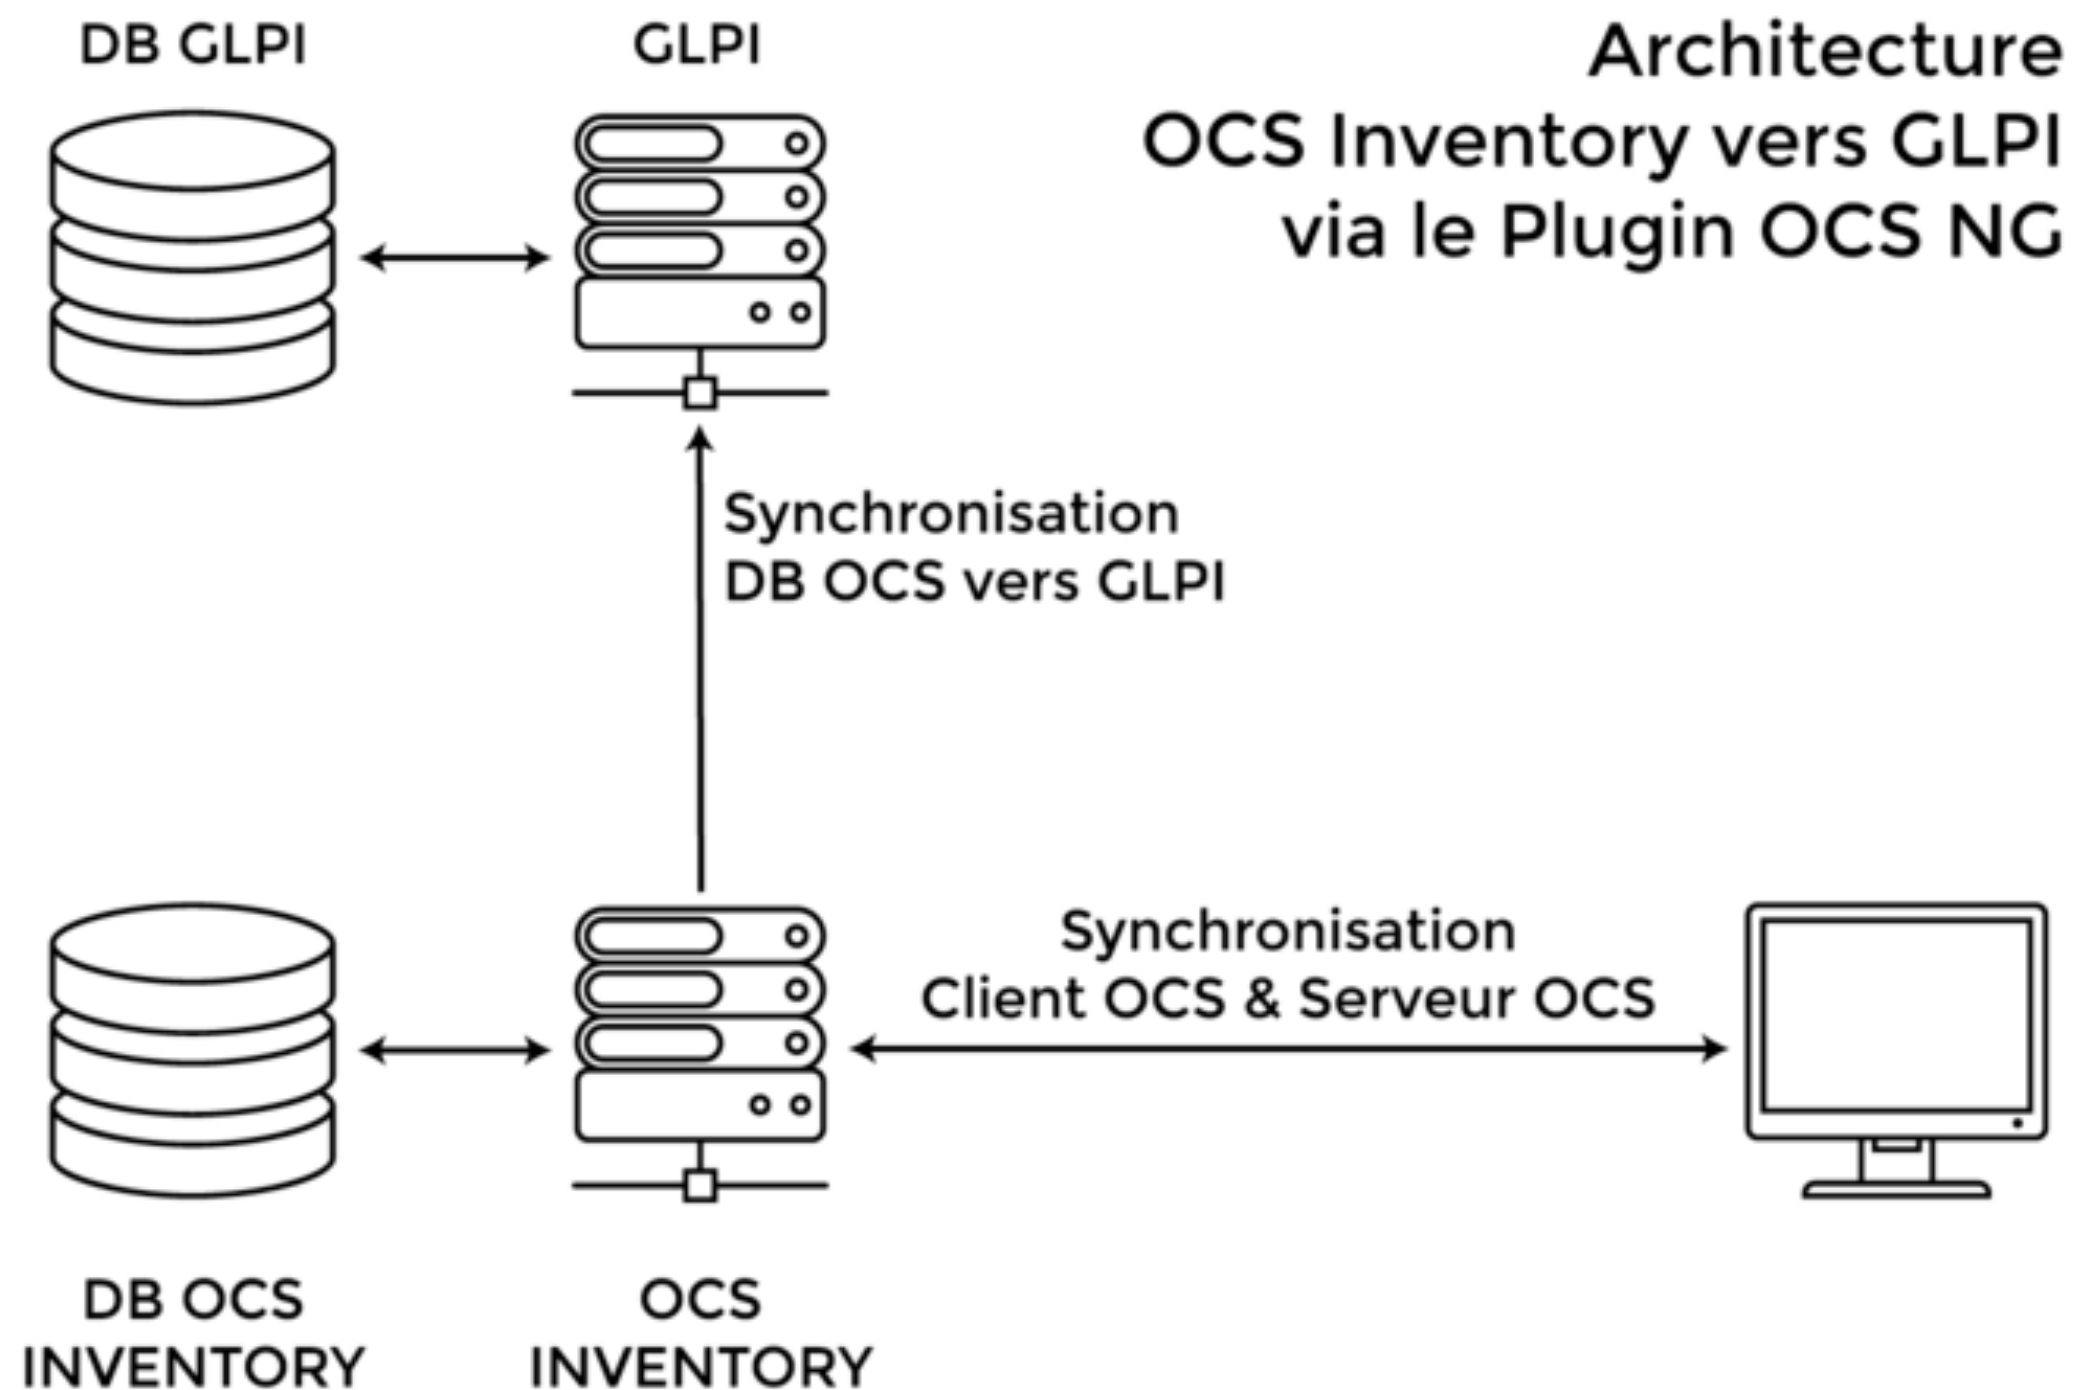 DB GLPI
GLPI
Architecture
OCS Inventory vers GLPI
via le Plugin OCS NG
Synchronisation
DB OCS vers GLPI
Synchronisation
Client OCS & Serveur OCS
DB OCS
INVENTORY
OCS
INVENTORY